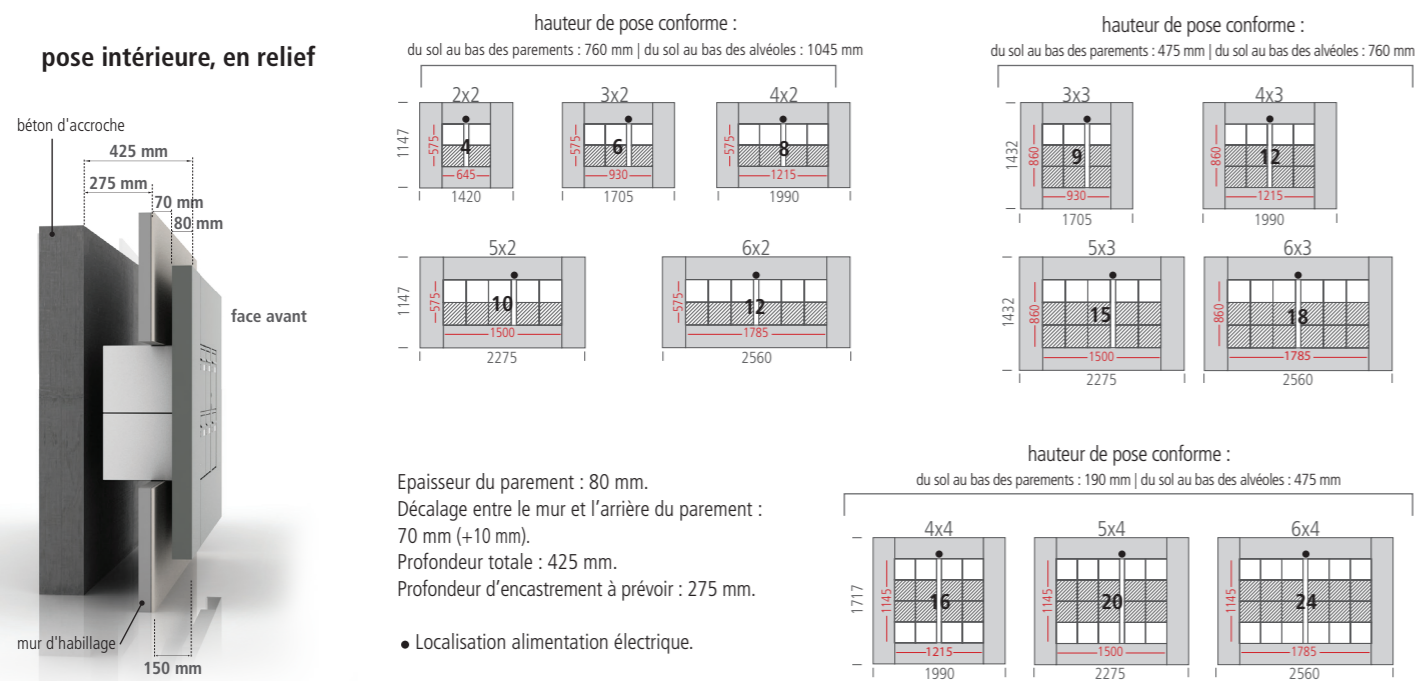 pose intérieure, en relief
béton d'accroche
425 mm
275 mm
70 mm
80 mm
face avant
mur d'habillage
150 mm
hauteur de pose conforme :
du sol au bas des parements : 760 mm | du sol au bas des alvéoles : 1045 mm
2x2 3x2 4x2
1147
575 4 575 6 575 8
645 930 1215
1420 1705 1990
5x2 6x2
1147
575 10 575 12
1500 1785
2275 2560
hauteur de pose conforme :
du sol au bas des parements : 475 mm | du sol au bas des alvéoles : 760 mm
3x3 4x3
1432
860 9 860 12
930 1215
1705 1990
5x3 6x3
1432
860 15 860 18
1500 1785
2275 2560
Epaisseur du parement : 80 mm.
Décalage entre le mur et l'arrière du parement :
70 mm (+10 mm).
Profondeur totale : 425 mm.
Profondeur d'encastrement à prévoir : 275 mm.
● Localisation alimentation électrique.
hauteur de pose conforme :
du sol au bas des parements : 190 mm | du sol au bas des alvéoles : 475 mm
4x4 5x4 6x4
1717
1145 16 1145 20 1145 24
1215 1500 1785
1990 2275 2560